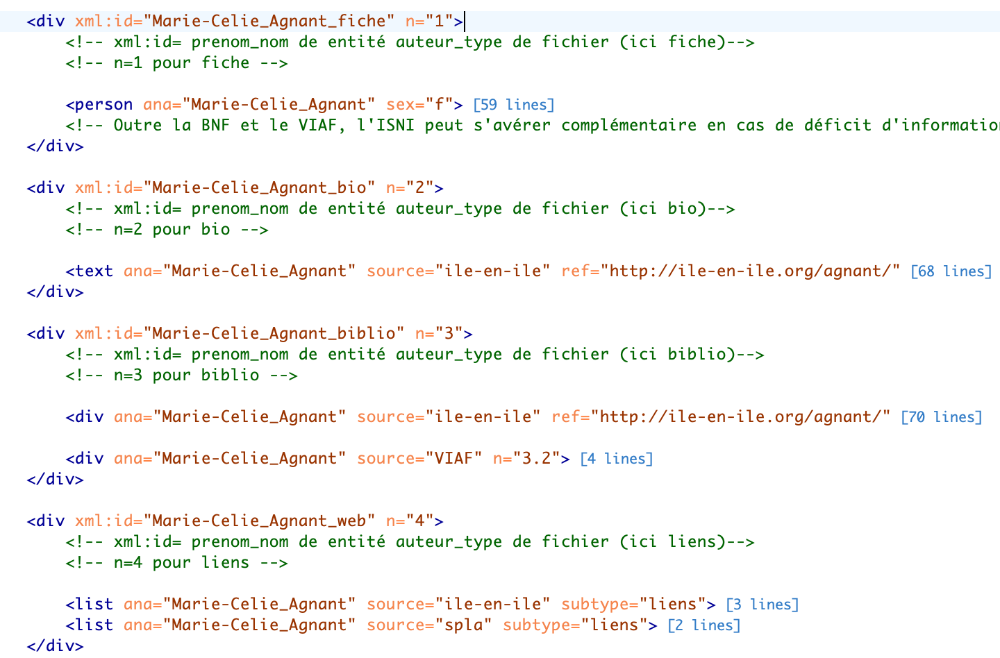 <div xml:id="Marie-Celie_Agnant_fiche" n="1">
<!-- xml:id= prenom_nom de entité auteur_type de fichier (ici fiche)-->
<!-- n=1 pour fiche -->
<person ana="Marie-Celie_Agnant" sex="f"> [59 lines]
<!-- Outre la BNF et le VIAF, l'ISNI peut s'avérer complémentaire en cas de déficit d'informatio
</div>
<div xml:id="Marie-Celie_Agnant_bio" n="2">
<!-- xml:id= prenom_nom de entité auteur_type de fichier (ici bio)-->
<!-- n=2 pour bio -->
<text ana="Marie-Celie_Agnant" source="ile-en-ile" ref="http://ile-en-ile.org/agnant/" [68 lines]
</div>
<div xml:id="Marie-Celie_Agnant_biblio" n="3">
<!-- xml:id= prenom_nom de entité auteur_type de fichier (ici biblio)-->
<!-- n=3 pour biblio -->
<div ana="Marie-Celie_Agnant" source="ile-en-ile" ref="http://ile-en-ile.org/agnant/" [70 lines]
<div ana="Marie-Celie_Agnant" source="VIAF" n="3.2"> [4 lines]
</div>
<div xml:id="Marie-Celie_Agnant_web" n="4">
<!-- xml:id= prenom_nom de entité auteur_type de fichier (ici liens)-->
<!-- n=4 pour liens -->
<list ana="Marie-Celie_Agnant" source="ile-en-ile" subtype="liens"> [3 lines]
<list ana="Marie-Celie_Agnant" source="spla" subtype="liens"> [2 lines]
</div>